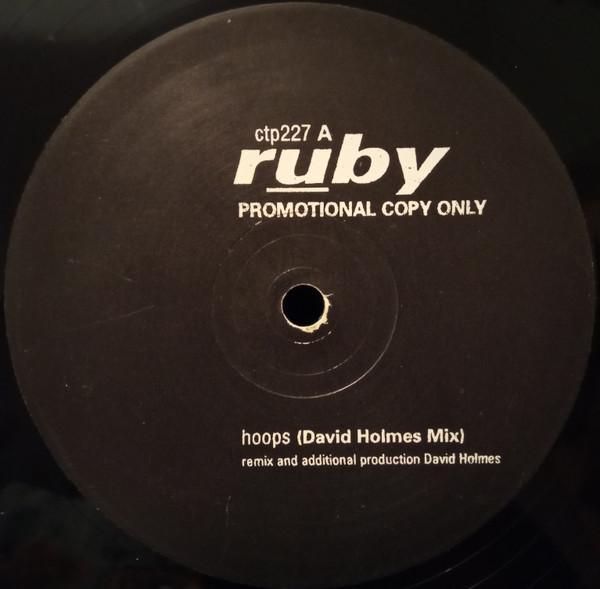 ctp227 A
ruby
PROMOTIONAL COPY ONLY
hoops (David Holmes Mix)
remix and additional production David Holmes